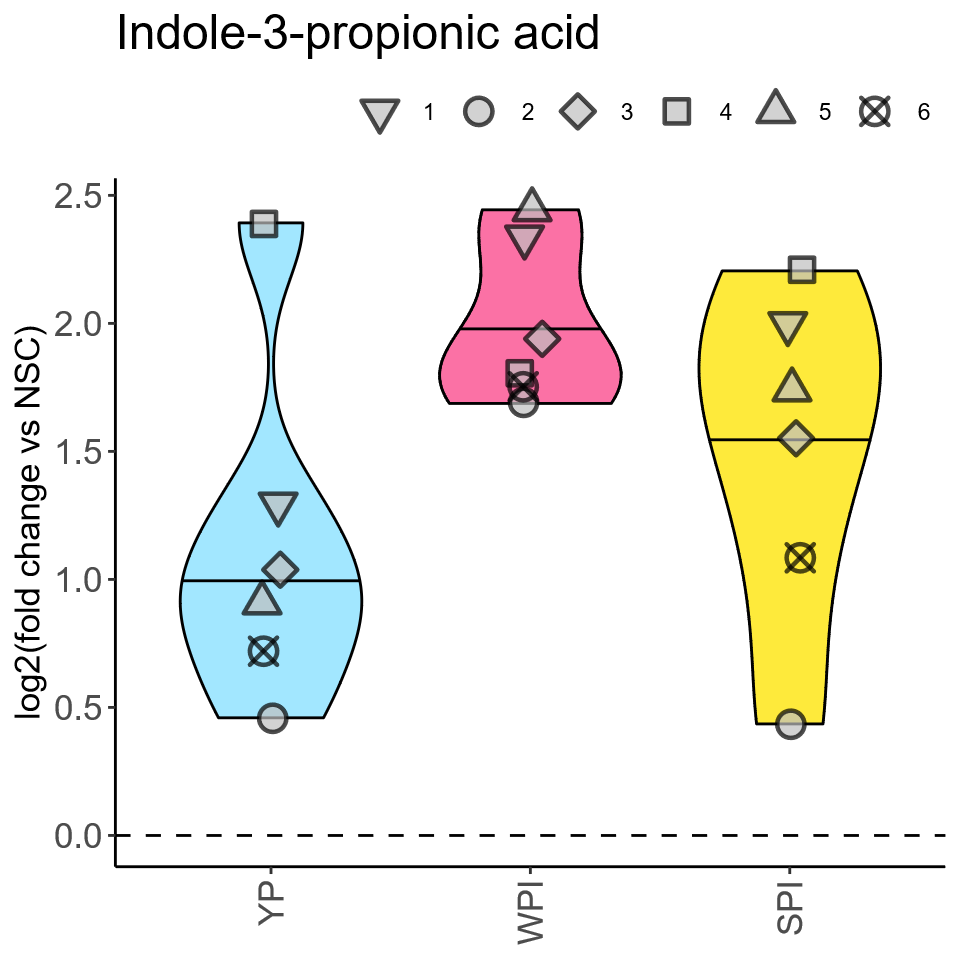 Indole-3-propionic acid
1 2 3 4 5 6
log2(fold change vs NSC)
2.5
2.0
1.5
1.0
0.5
0.0
YP
WPI
SPI